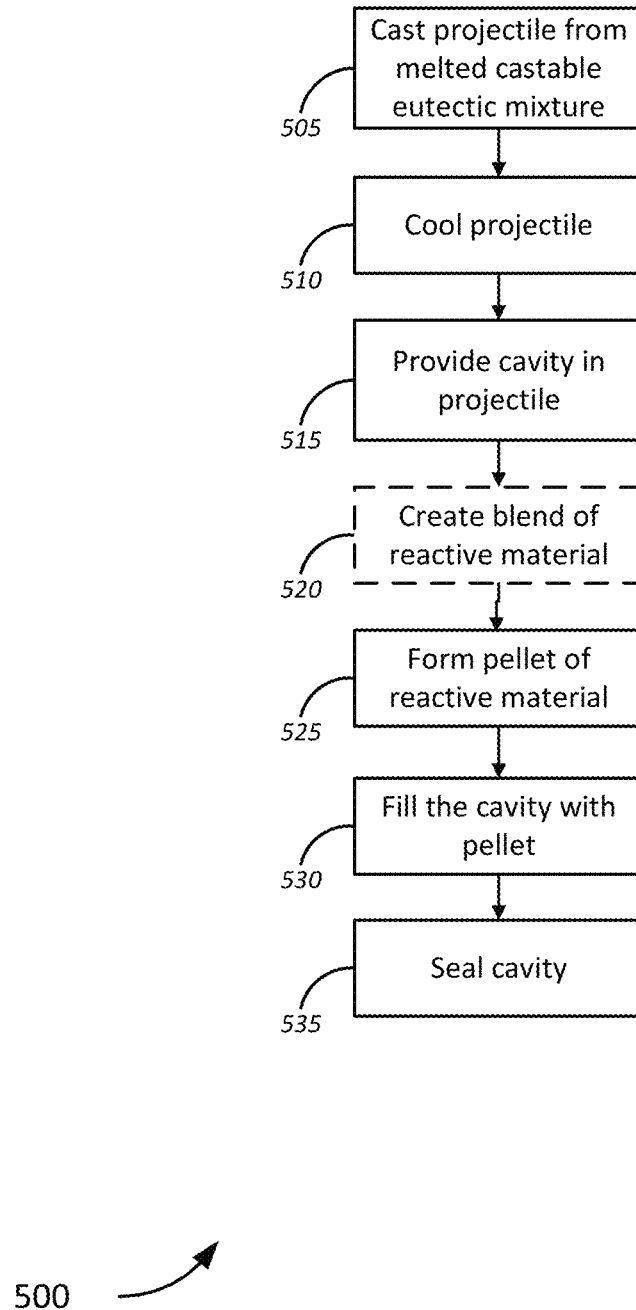 Cast projectile from
melted castable
eutectic mixture
505
Cool projectile
510
Provide cavity in
projectile
515
Create blend of
reactive material
520
Form pellet of
reactive material
525
Fill the cavity with
pellet
530
Seal cavity
535
500